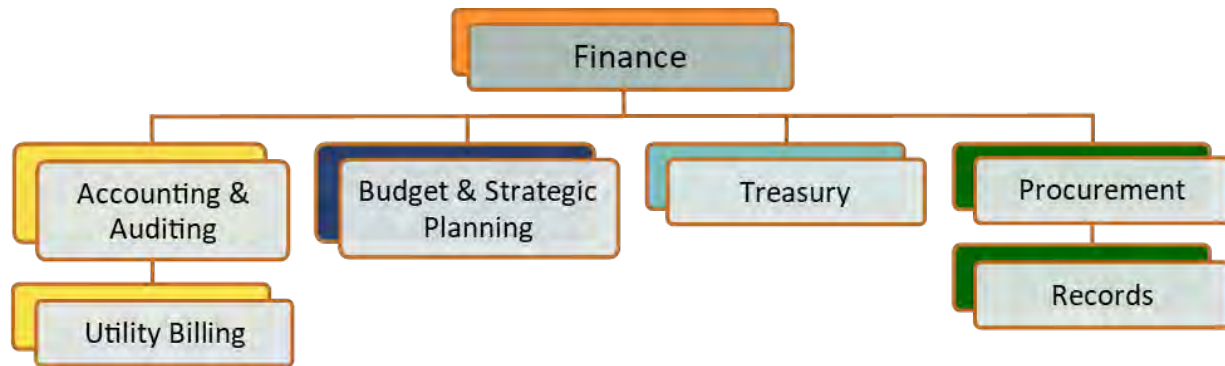 Finance
Accounting &
Auditing
Budget & Strategic
Planning
Treasury
Procurement
Utility Billing
Records